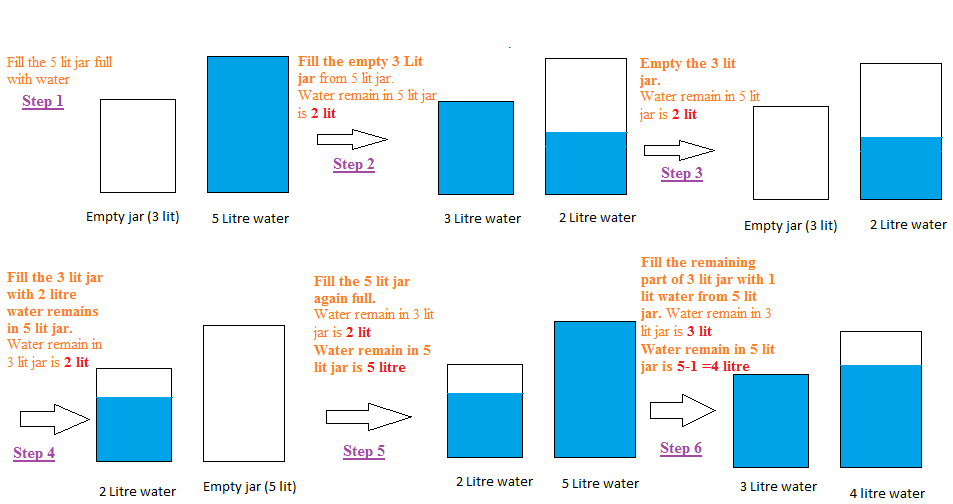 Fill the 5 lit jar full
with water
Step 1
Empty jar (3 lit)
5 Litre water
Fill the empty 3 Lit
jar from 5 lit jar.
Water remain in 5 lit jar
is 2 lit
Step 2
3 Litre water
2 Litre water
Empty the 3 lit
jar.
Water remain in 5 lit
jar is 2 lit
Step 3
Empty jar (3 lit)
2 Litre water
Fill the 3 lit jar
with 2 litre
water remains
in 5 lit jar.
Water remain in
3 lit jar is 2 lit
Step 4
2 Litre water
Empty jar (5 lit)
Fill the 5 lit jar
again full.
Water remain in 3 lit
jar is 2 lit
Water remain in 5
lit jar is 5 litre
Step 5
2 Litre water
5 Litre water
Fill the remaining
part of 3 lit jar with 1
lit water from 5 lit
jar. Water remain in 3
lit jar is 3 lit
Water remain in 5 lit
jar is 5-1 =4 litre
Step 6
3 Litre water
4 litre water